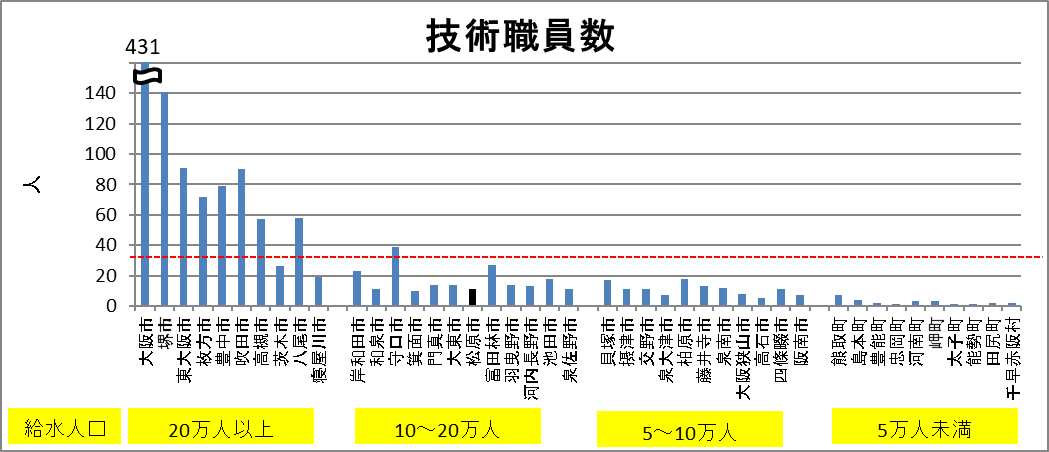 技術職員数
431
140
120
100
80
60
40
20
0
人
大阪市
堺市
東大阪市
枚方市
豊中市
吹田市
高槻市
茨木市
八尾市
寝屋川市
岸和田市
和泉市
守口市
箕面市
門真市
大東市
松原市
富田林市
羽曳野市
河内長野市
池田市
泉佐野市
貝塚市
摂津市
交野市
泉大津市
柏原市
藤井寺市
泉南市
大阪狭山市
高石市
四條畷市
阪南市
熊取町
島本町
豊能町
忠岡町
河南町
岬町
太子町
能勢町
田尻町
千早赤阪村
給水人口
20万人以上
10～20万人
5～10万人
5万人未満